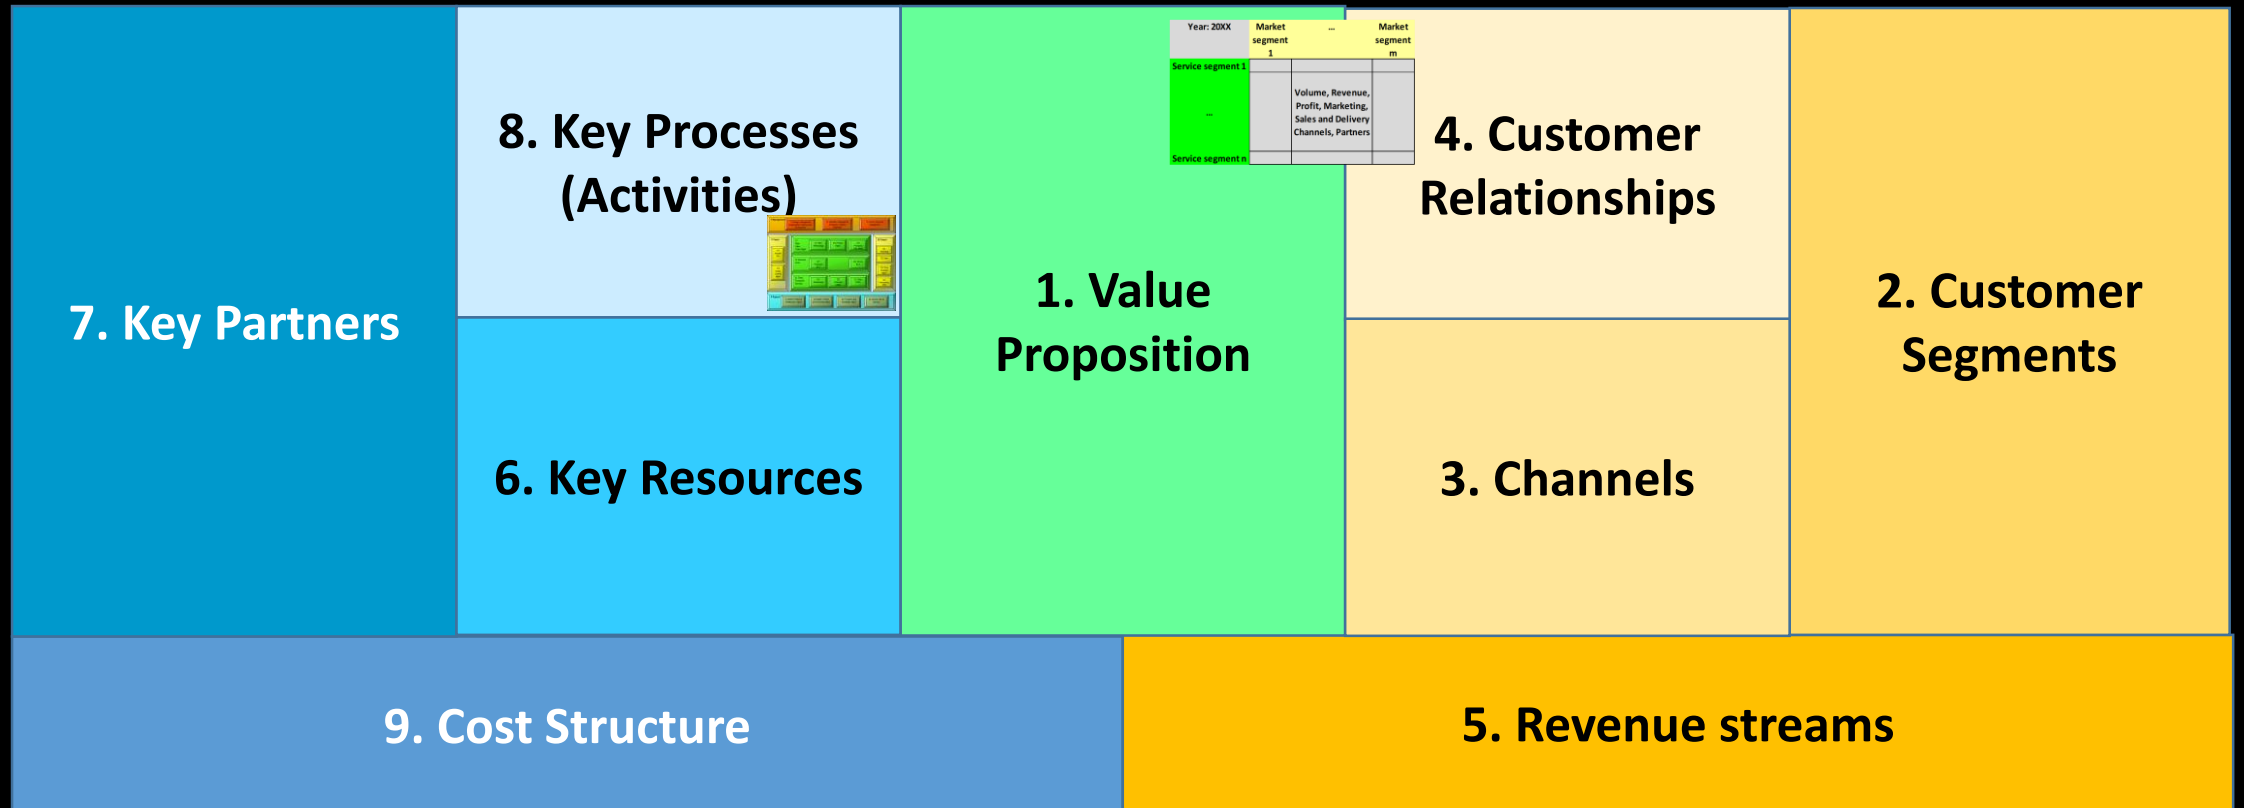 7. Key Partners
8. Key Processes
(Activities)
6. Key Resources
1. Value
Proposition
Year: 20XX Market ... Market
segment segment
1 m
Service segment 1
Volume, Revenue,
Profit, Marketing,
... Sales and Delivery
Channels, Partners
Service segment n
4. Customer
Relationships
3. Channels
2. Customer
Segments
9. Cost Structure
5. Revenue streams